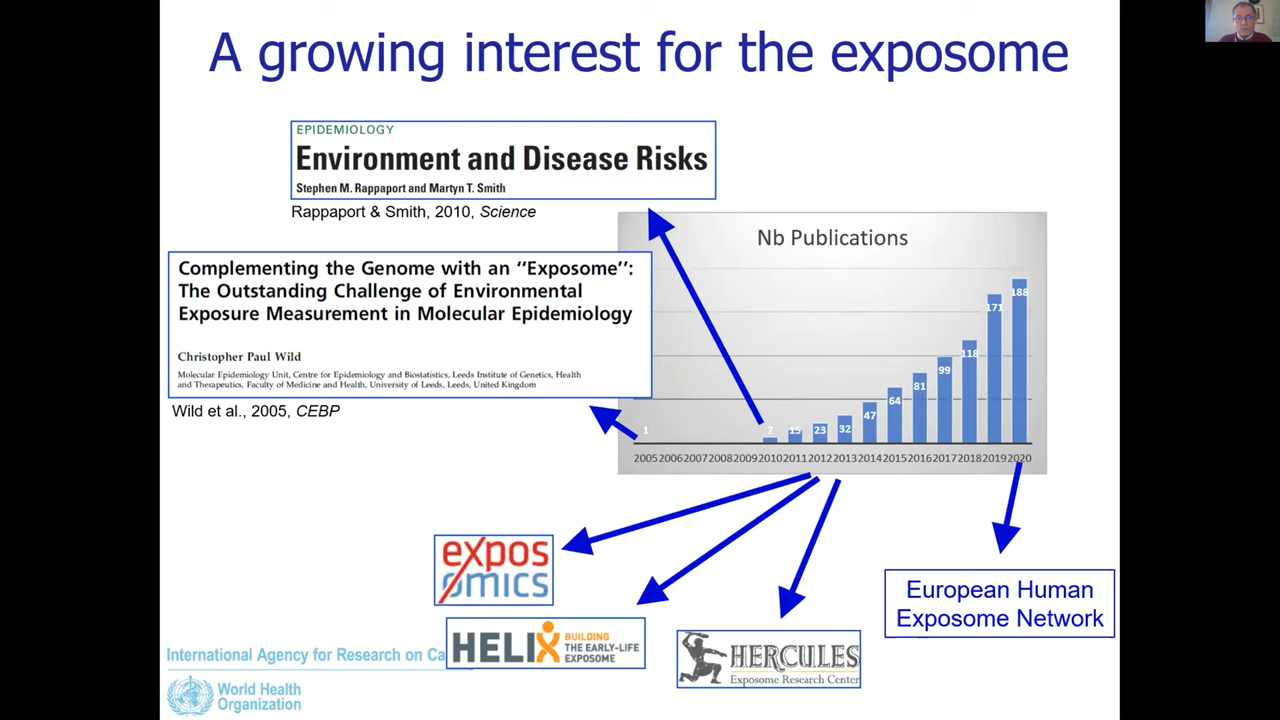 A growing interest for the exposome
EPIDEMIOLOGY
Environment and Disease Risks
Stephen M. Rappaport and Martyn T. Smith
Rappaport & Smith, 2010, Science
Complementing the Genome with an “Exposome”:
The Outstanding Challenge of Environmental
Exposure Measurement in Molecular Epidemiology
Christopher Paul Wild
Molecular Epidemiology Unit, Centre for Epidemiology and Biostatistics, Leeds Institute of Genetics, Health
and Therapeutics, Faculty of Medicine and Health, University of Leeds, Leeds, United Kingdom
Wild et al., 2005, CEBP
Nb Publications
1 7 15 23 32 47 64 81 99 118 171 188
2005 2006 2007 2008 2009 2010 2011 2012 2013 2014 2015 2016 2017 2018 2019 2020
expos
omics
HELIX BUILDING
THE EARLY-LIFE
EXPOSOME
HERCULES
Exposome Research Center
European Human
Exposome Network
International Agency for Research on Ca
World Health
Organization